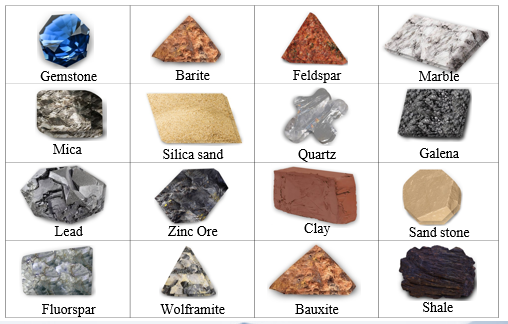 Gemstone
Barite
Feldspar
Marble
Mica
Silica sand
Quartz
Galena
Lead
Zinc Ore
Clay
Sand stone
Fluorspar
Wolframite
Bauxite
Shale